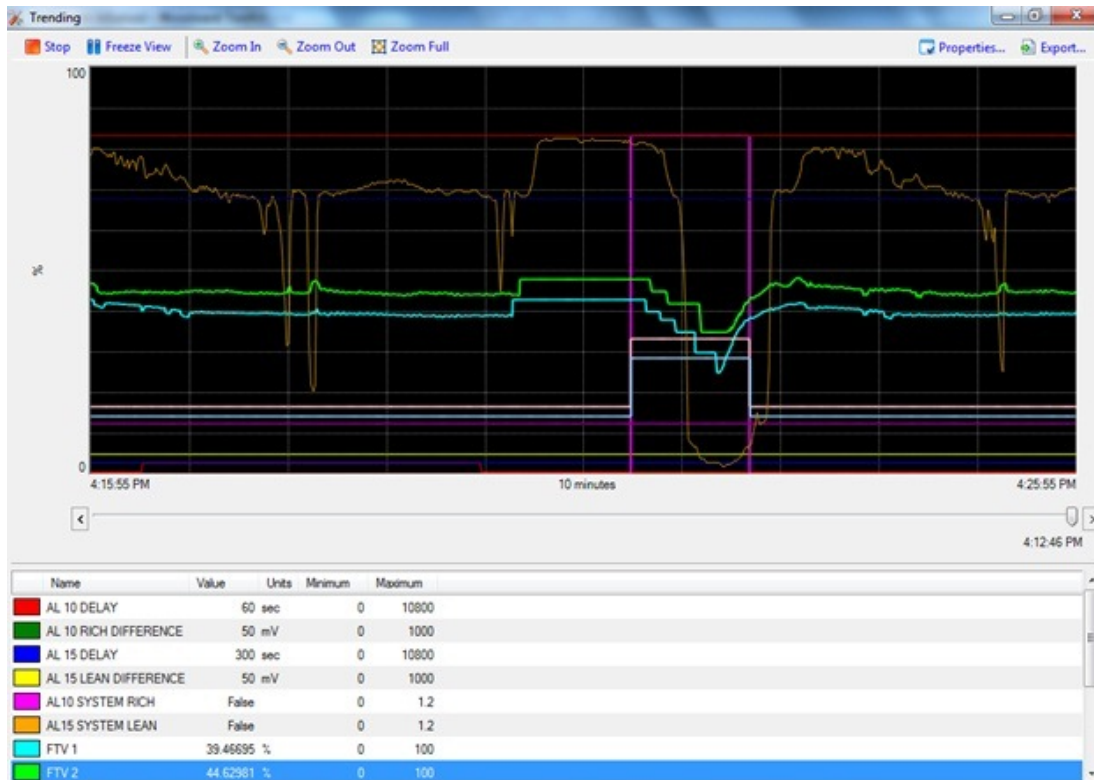 Trending
Stop Freeze View Zoom In Zoom Out Zoom Full Properties... Export...
100
%
0
4:15:55 PM 10 minutes 4:25:55 PM
4:12:46 PM
Name Value Units Minimum Maximum
AL 10 DELAY 60 sec 0 10800
AL 10 RICH DIFFERENCE 50 mV 0 1000
AL 15 DELAY 300 sec 0 10800
AL 15 LEAN DIFFERENCE 50 mV 0 1000
AL10 SYSTEM RICH False 0 1.2
AL15 SYSTEM LEAN False 0 1.2
FTV 1 39.46695 % 0 100
FTV 2 44.62981 % 0 100